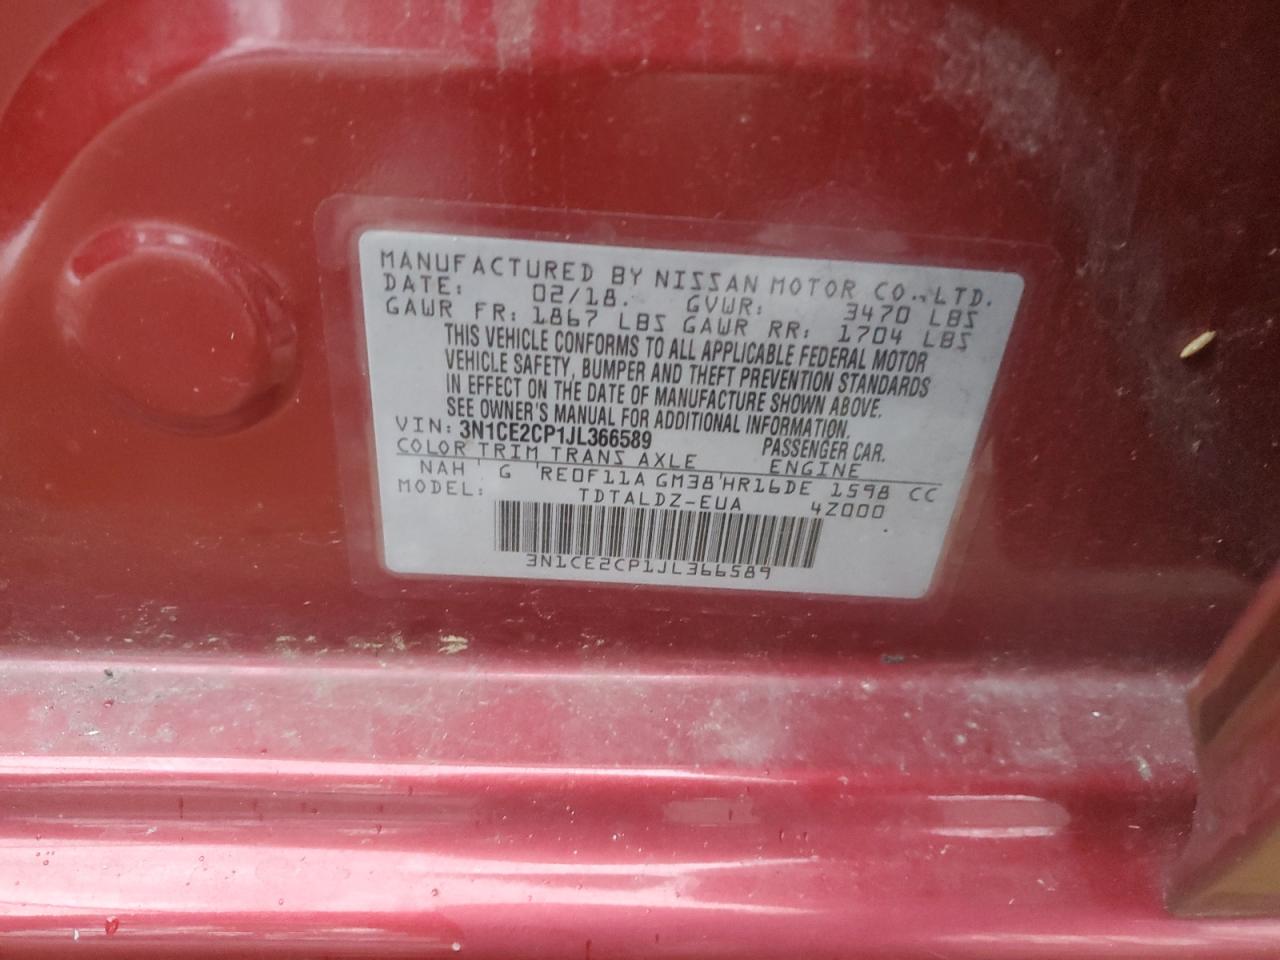 MANUFACTURED BY NISSAN MOTOR CO., LTD.
DATE: 02/18. GVWR: 3470 LBS
GAWR FR: 1867 LBS GAWR RR: 1704 LBS
THIS VEHICLE CONFORMS TO ALL APPLICABLE FEDERAL MOTOR
VEHICLE SAFETY, BUMPER AND THEFT PREVENTION STANDARDS
IN EFFECT ON THE DATE OF MANUFACTURE SHOWN ABOVE.
SEE OWNER'S MANUAL FOR ADDITIONAL INFORMATION.
VIN: 3N1CE2CP1JL366589 PASSENGER CAR.
COLOR TRIM TRANS AXLE ENGINE
NAH G RE0F11A GM38 HR16DE 1598 CC
MODEL: TDTALDZ-EUA 4Z000
3N1CE2CP1JL366589